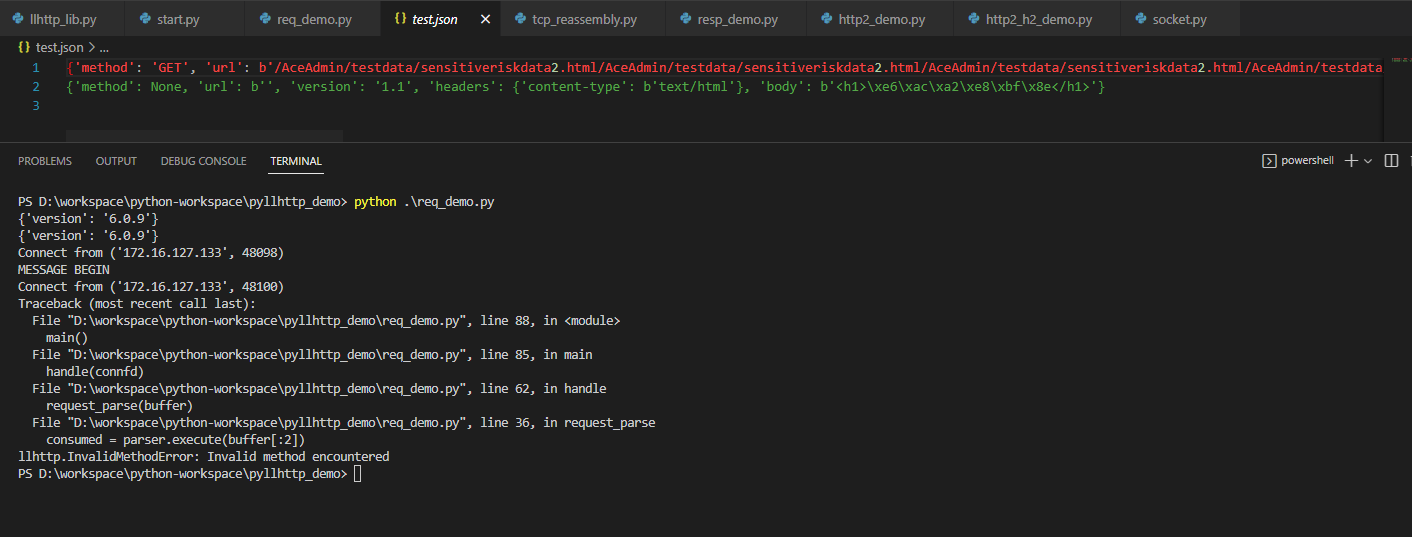 llhttp_lib.py start.py req_demo.py {} test.json × tcp_reassembly.py resp_demo.py http2_demo.py http2_h2_demo.py socket.py
{} test.json > ...
1 {'method': 'GET', 'url': b'/AceAdmin/testdata/sensitiveriskdata2.html/AceAdmin/testdata/sensitiveriskdata2.html/AceAdmin/testdata/sensitiveriskdata2.html/AceAdmin/testdata
2 {'method': None, 'url': b'', 'version': '1.1', 'headers': {'content-type': b'text/html'}, 'body': b'<h1>\xe6\xac\xa2\xe8\xbf\x8e</h1>'}
3
PROBLEMS OUTPUT DEBUG CONSOLE TERMINAL powershell
PS D:\workspace\python-workspace\pyllhttp_demo> python .\req_demo.py
{'version': '6.0.9'}
{'version': '6.0.9'}
Connect from ('172.16.127.133', 48098)
MESSAGE BEGIN
Connect from ('172.16.127.133', 48100)
Traceback (most recent call last):
File "D:\workspace\python-workspace\pyllhttp_demo\req_demo.py", line 88, in <module>
main()
File "D:\workspace\python-workspace\pyllhttp_demo\req_demo.py", line 85, in main
handle(connfd)
File "D:\workspace\python-workspace\pyllhttp_demo\req_demo.py", line 62, in handle
request_parse(buffer)
File "D:\workspace\python-workspace\pyllhttp_demo\req_demo.py", line 36, in request_parse
consumed = parser.execute(buffer[:2])
llhttp.InvalidMethodError: Invalid method encountered
PS D:\workspace\python-workspace\pyllhttp_demo>